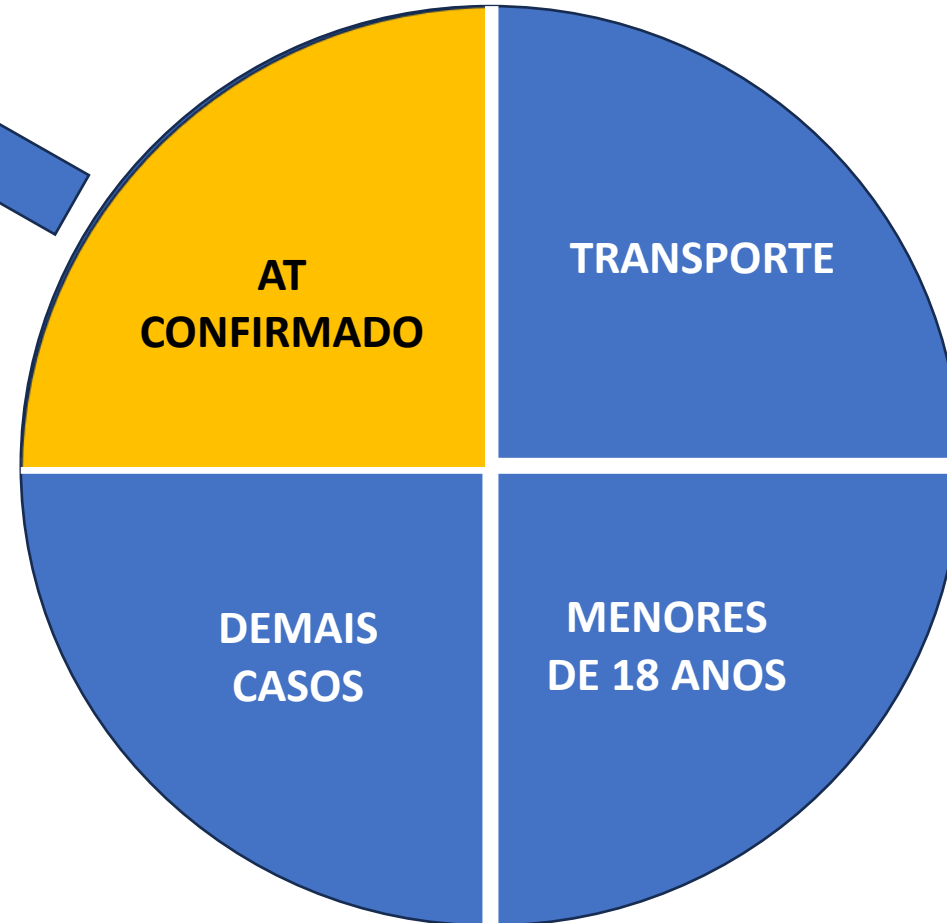 AT
CONFIRMADO
TRANSPORTE
DEMAIS
CASOS
MENORES
DE 18 ANOS